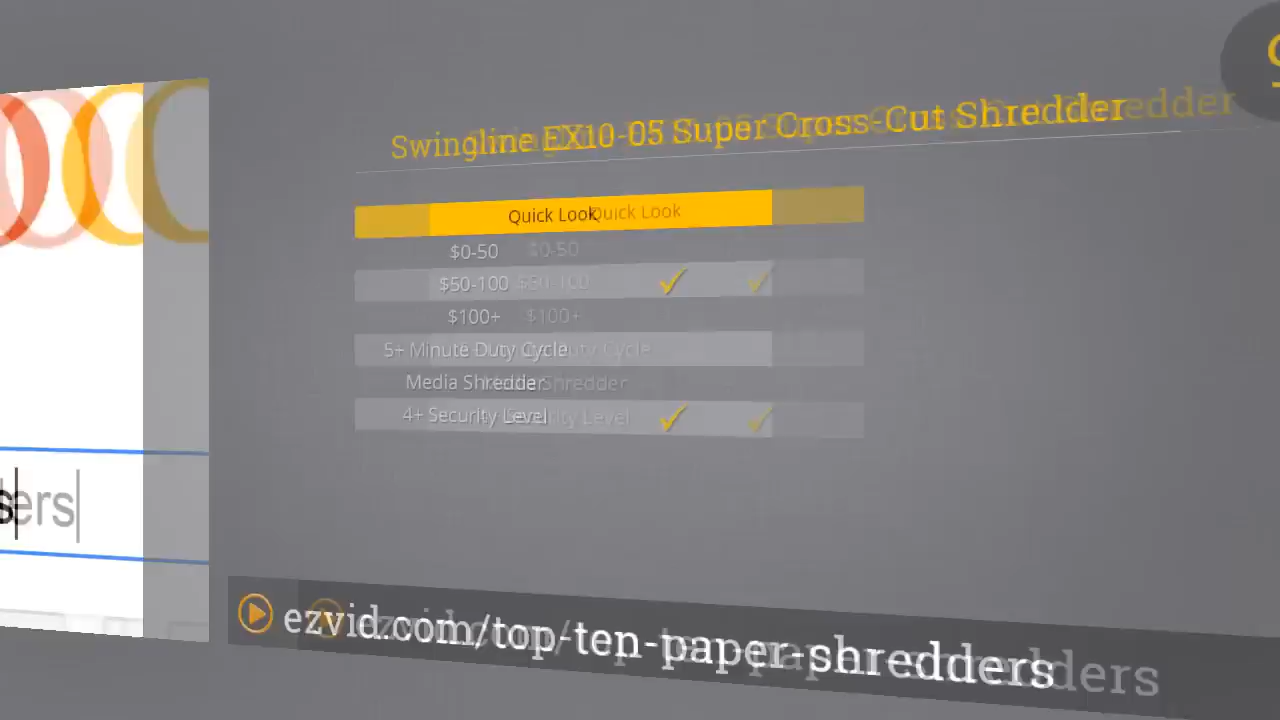 Swingline EX10-05 Super Cross-Cut Shredder
Quick Look
$0-50
$50-100
$100+
5+ Minute Duty Cycle
Media Shredder
4+ Security Level
ers
ezvid.com/top-ten-paper-shredders